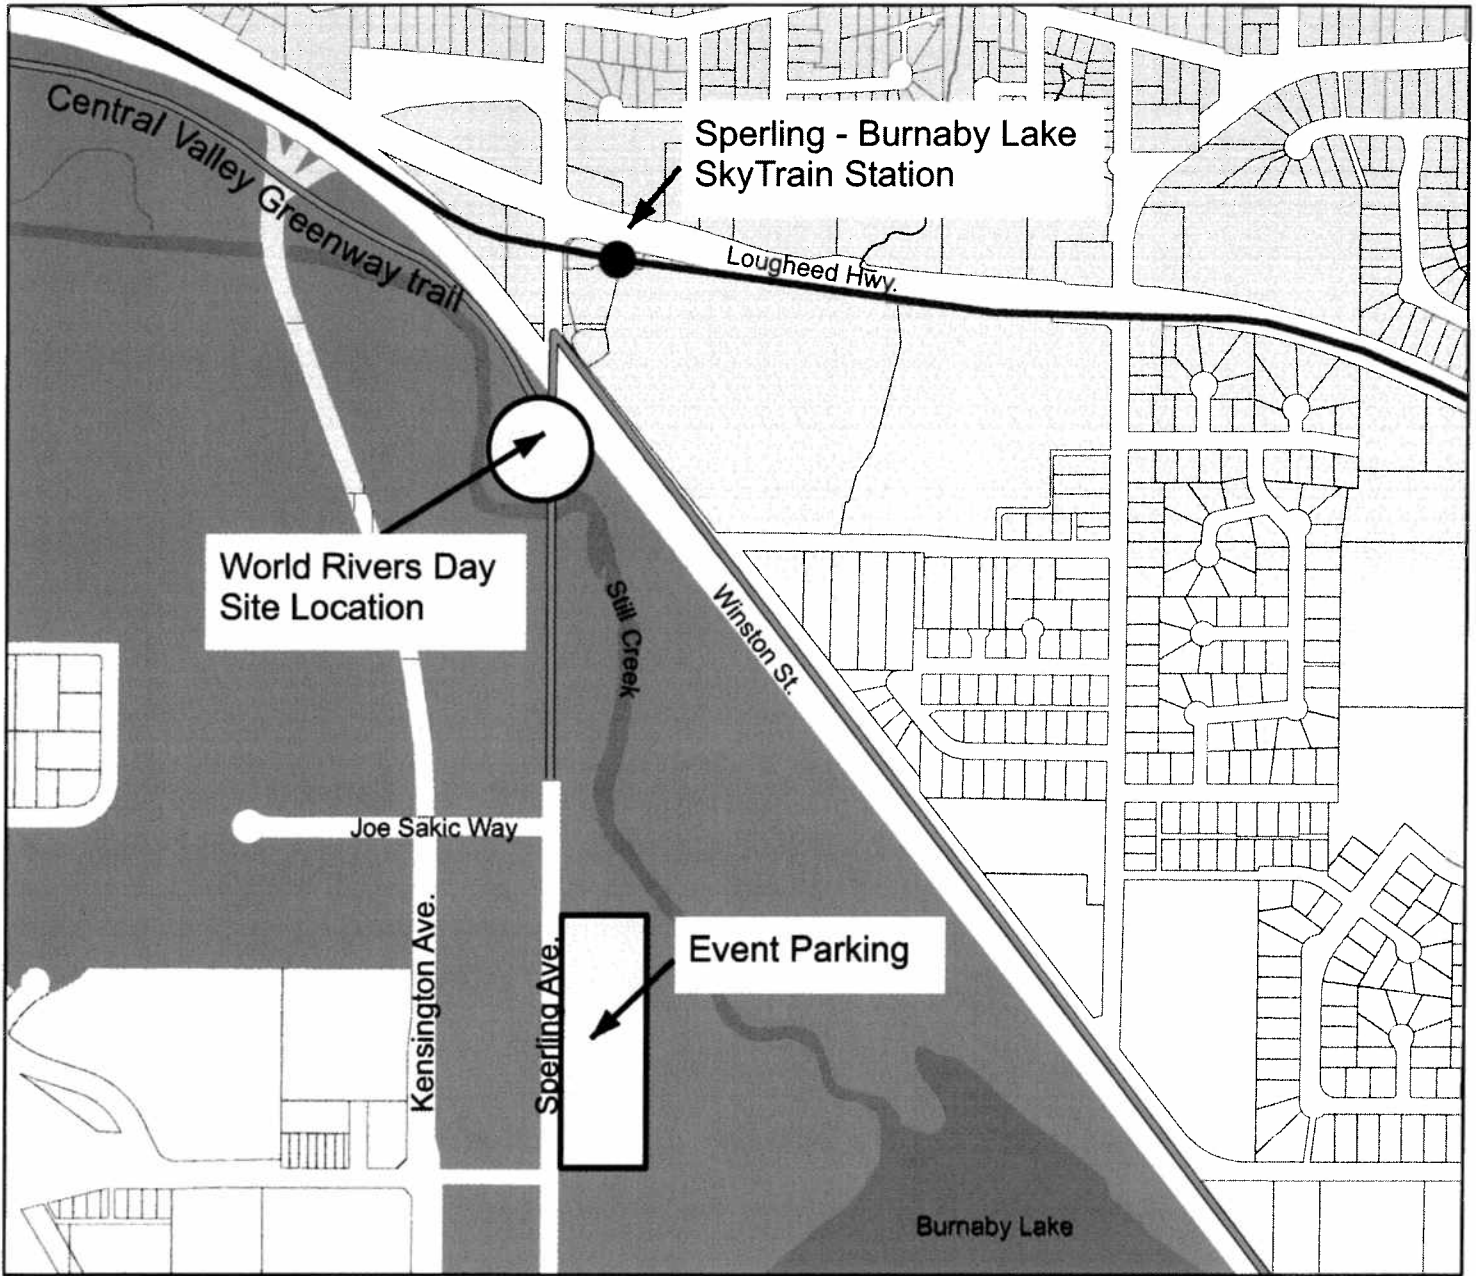 Central Valley Greenway trail
Sperling - Burnaby Lake
SkyTrain Station
Lougheed Hwy.
World Rivers Day
Site Location
Still Creek
Winston St.
Joe Sakic Way
Kensington Ave.
Sperling Ave.
Event Parking
Burnaby Lake